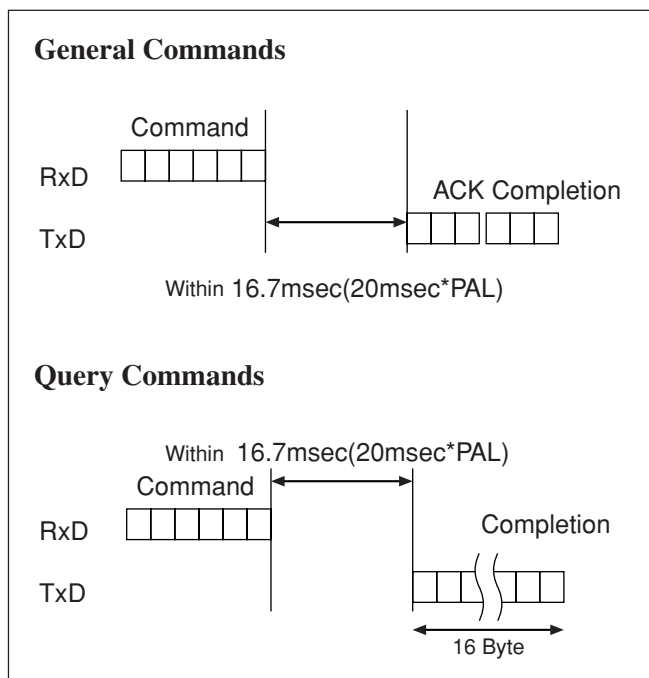 General Commands
Command
RxD
ACK Completion
TxD
Within 16.7msec(20msec*PAL)
Query Commands
Within 16.7msec(20msec*PAL)
Command
RxD
Completion
TxD
16 Byte